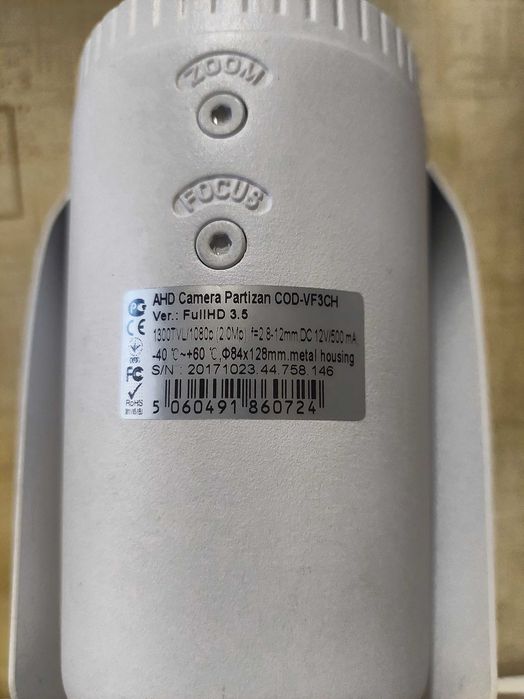 ZOOM
FOCUS
AHD Camera Partizan COD-VF3CH
Ver.: FullHD 3.5
1300TVL/1080p (2.0Mp) f=2.8-12mm DC 12V/500 mA
-40 ℃~+60 ℃,Φ84x128mm.metal housing
S/N : 20171023.44.758.146
CE
FC
RoHS
5 060491 860724